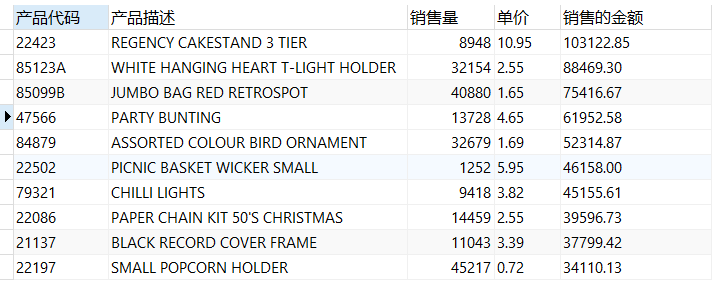 产品代码 产品描述 销售量 单价 销售的金额
22423 REGENCY CAKESTAND 3 TIER 8948 10.95 103122.85
85123A WHITE HANGING HEART T-LIGHT HOLDER 32154 2.55 88469.30
85099B JUMBO BAG RED RETROSPOT 40880 1.65 75416.67
47566 PARTY BUNTING 13728 4.65 61952.58
84879 ASSORTED COLOUR BIRD ORNAMENT 32679 1.69 52314.87
22502 PICNIC BASKET WICKER SMALL 1252 5.95 46158.00
79321 CHILLI LIGHTS 9418 3.82 45155.61
22086 PAPER CHAIN KIT 50'S CHRISTMAS 14459 2.55 39596.73
21137 BLACK RECORD COVER FRAME 11043 3.39 37799.42
22197 SMALL POPCORN HOLDER 45217 0.72 34110.13